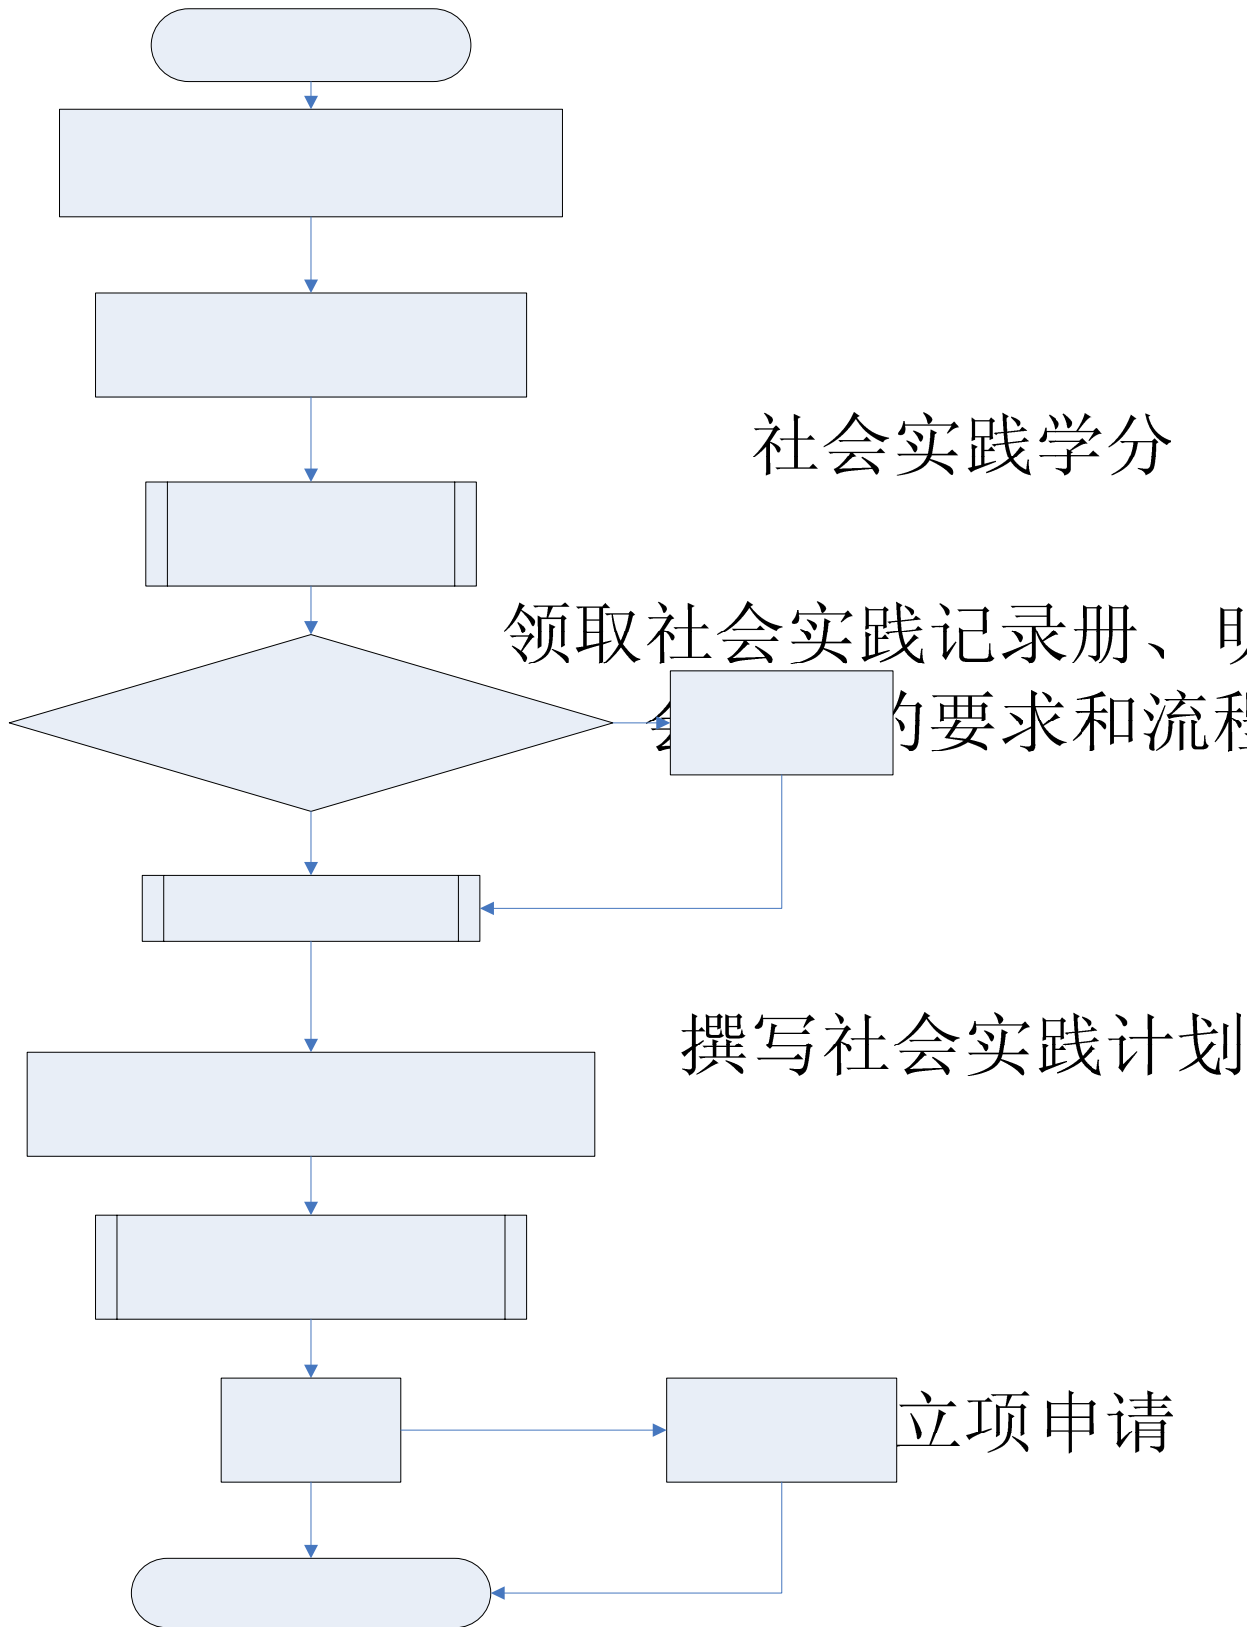 社会实践学分
领取社会实践记录册、
的要求和流程
撰写社会实践计划
立项申请